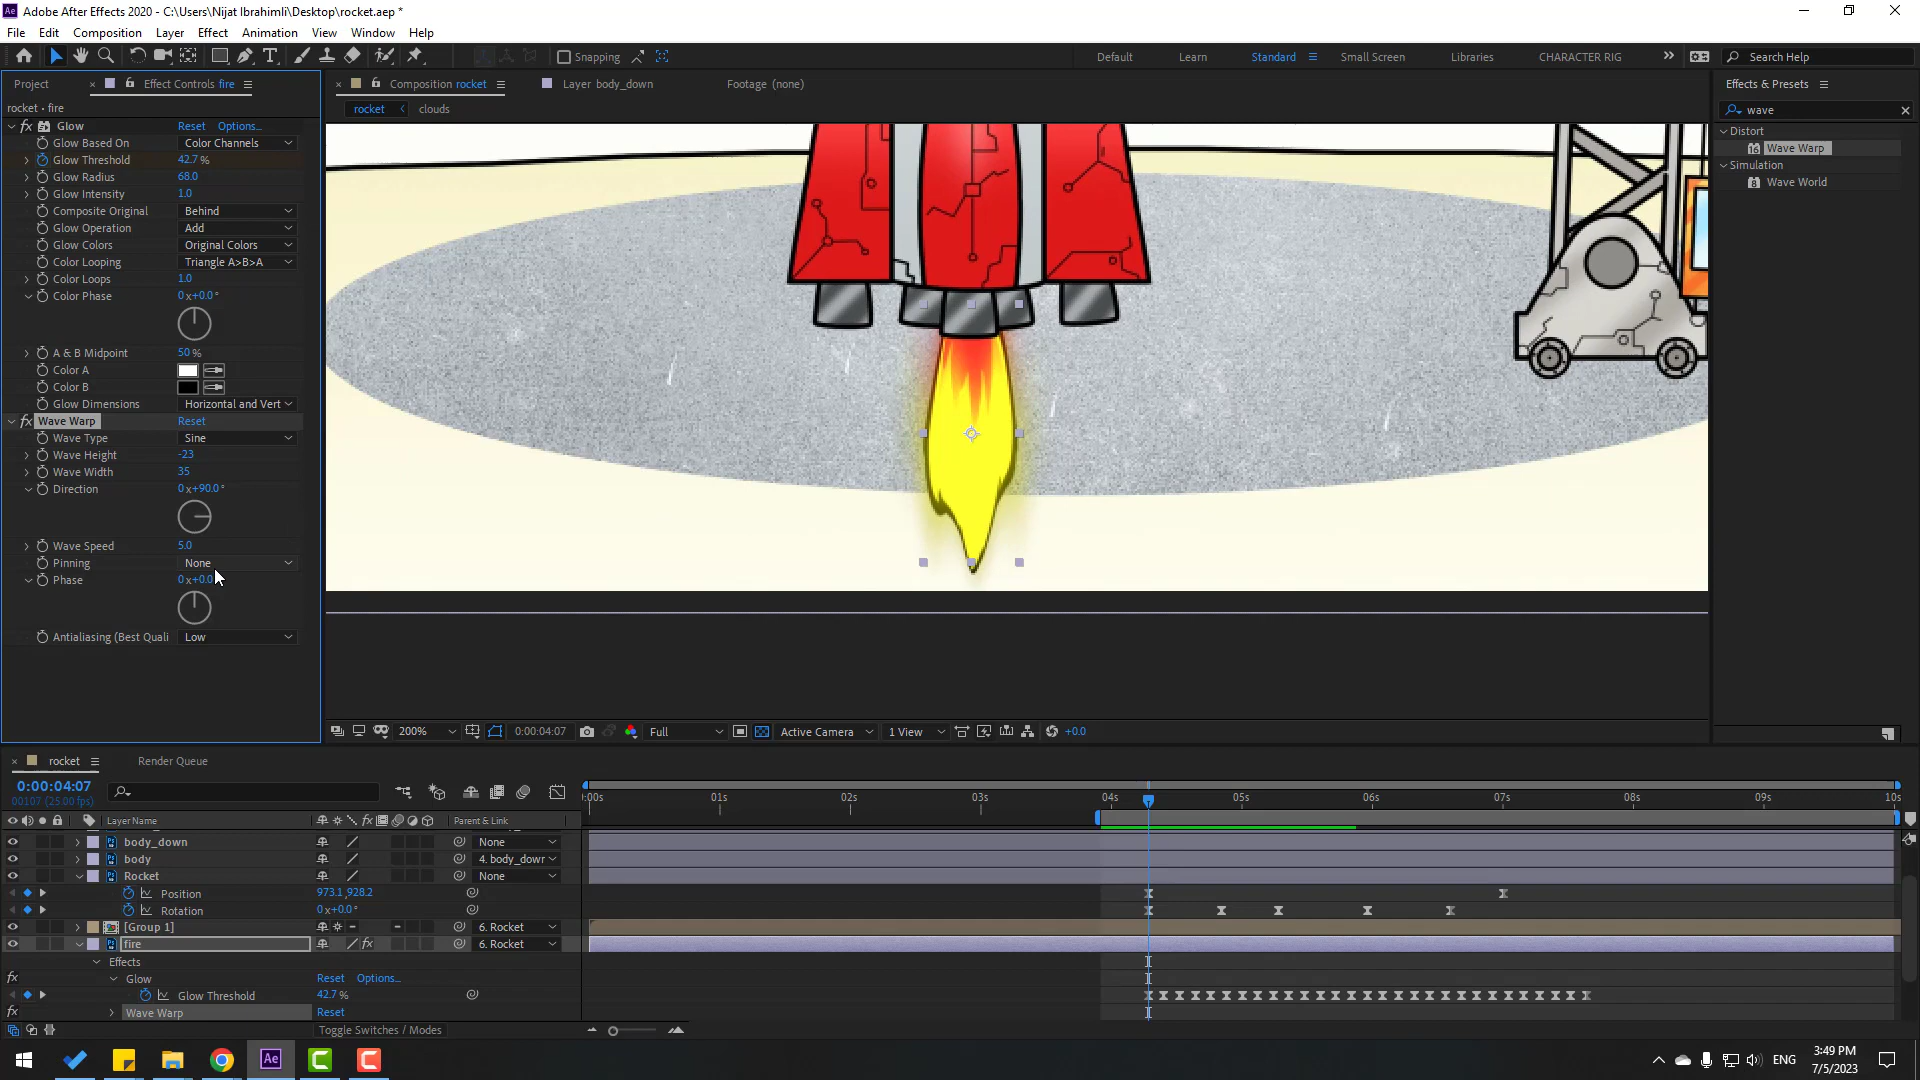 Adobe After Effects 2020 - C:\Users\Nijat Ibrahimli\Desktop\rocket.aep *
File Edit Composition Layer Effect Animation View Window Help
Snapping
Default Learn Standard Small Screen Libraries CHARACTER RIG Search Help
Project Effect Controls fire Composition rocket Layer body_down Footage (none) Effects & Presets
rocket • fire rocket clouds wave
fx Glow Reset Options... Distort
Glow Based On Color Channels Wave Warp
Glow Threshold 42.7 % Simulation
Glow Radius 68.0 Wave World
Glow Intensity 1.0
Composite Original Behind
Glow Operation Add
Glow Colors Original Colors
Color Looping Triangle A>B>A
Color Loops 1.0
Color Phase 0 x+0.0 °
A & B Midpoint 50 %
Color A
Color B
Glow Dimensions Horizontal and Vert
fx Wave Warp Reset
Wave Type Sine
Wave Height -23
Wave Width 35
Direction 0 x+90.0 °
Wave Speed 5.0
Pinning None
Phase 0 x+0.0
Antialiasing (Best Quali Low
200% 0:00:04:07 Full Active Camera 1 View +0.0
rocket Render Queue
0:00:04:07
00107 (25.00 fps)
:00s 01s 02s 03s 04s 05s 06s 07s 08s 09s 10s
Layer Name fx Parent & Link
body_down None
body 4. body_dowr
Rocket None
Position 973.1,928.2
Rotation 0 x+0.0 °
[Group 1] 6. Rocket
fire fx 6. Rocket
Effects
fx Glow Reset Options...
Glow Threshold 42.7 %
fx Wave Warp Reset
Toggle Switches / Modes
ENG 3:49 PM
7/5/2023